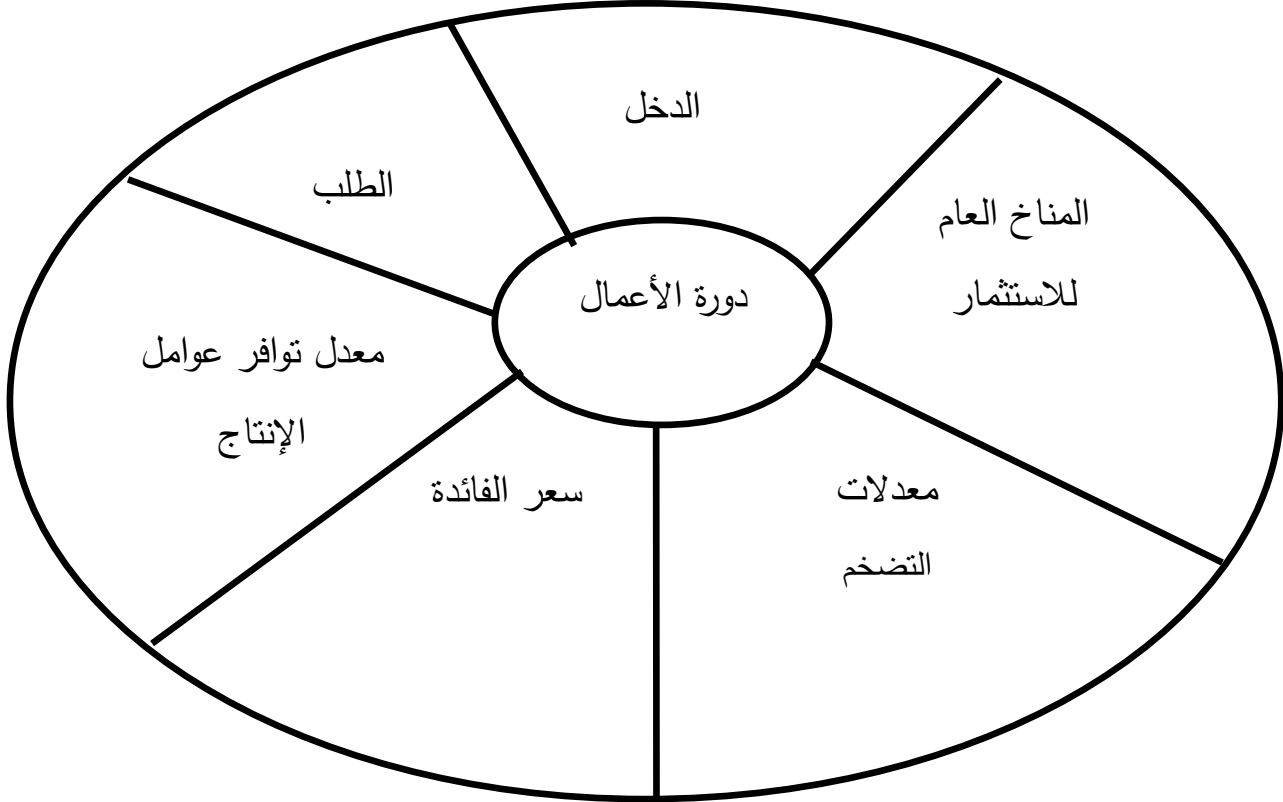 الدخل
الطلب
المناخ العام
للاستثمار
دورة الأعمال
معدل توافر عوامل
الإنتاج
سعر الفائدة
معدلات
التضخم